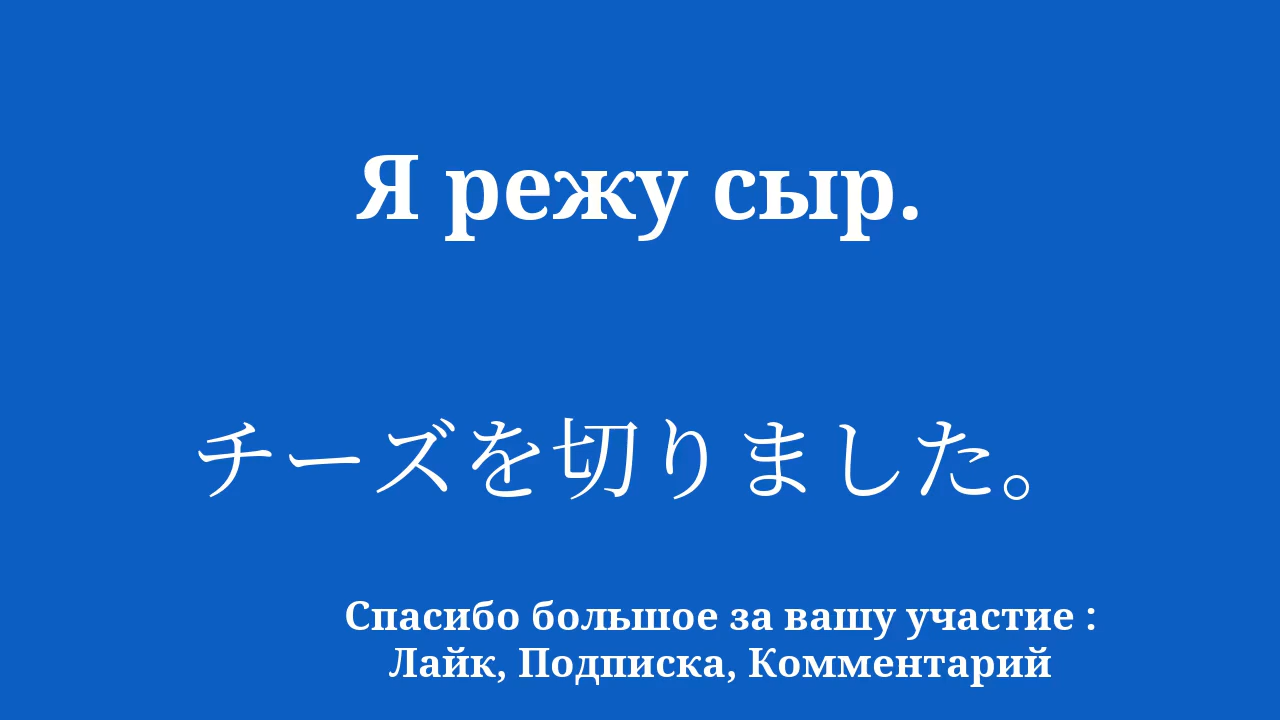 Я режу сыр.
チーズを切りました。
Спасибо большое за вашу участие :
Лайк, Подписка, Комментарий